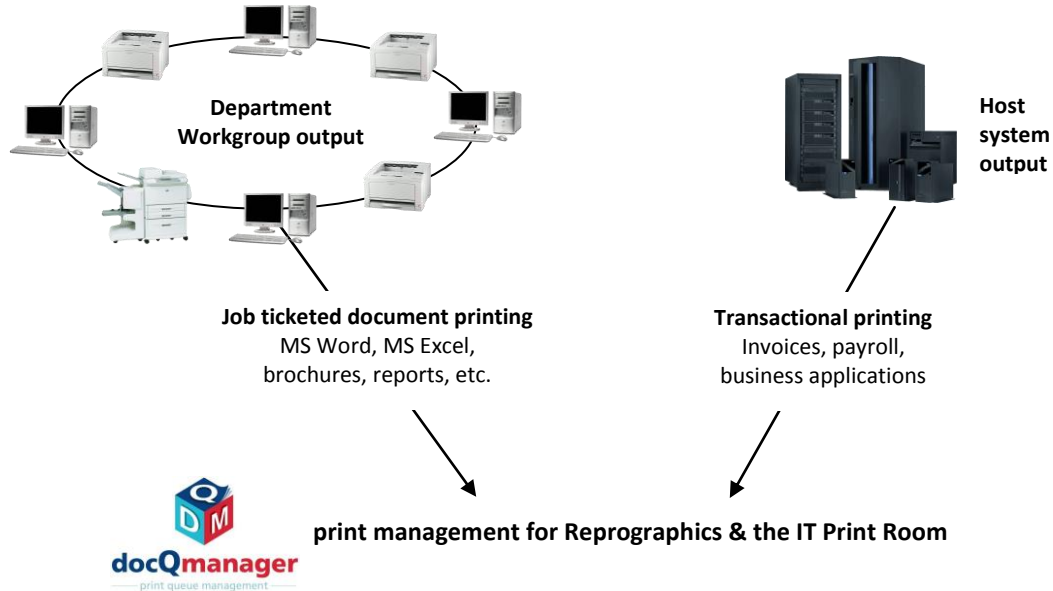 Department
Workgroup output
Host
system
output
Job ticketed document printing
MS Word, MS Excel,
brochures, reports, etc.
Transactional printing
Invoices, payroll,
business applications
Q
D M
docQmanager
print queue management
print management for Reprographics & the IT Print Room